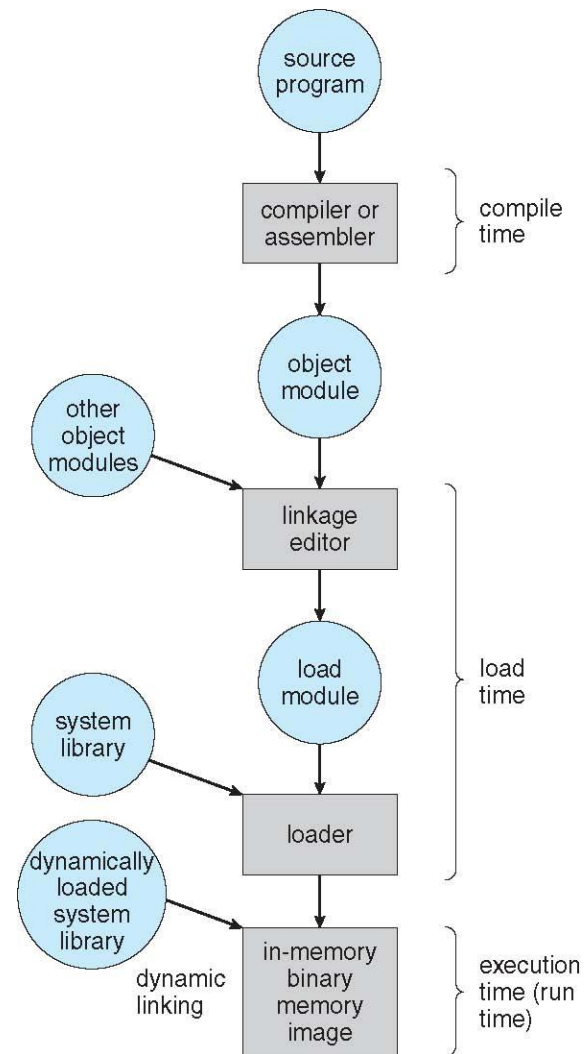 source
program
compiler or
assembler
compile
time
object
module
other
object
modules
linkage
editor
load
module
load
time
system
library
loader
dynamically
loaded
system
library
dynamic
linking
in-memory
binary
memory
image
execution
time (run
time)